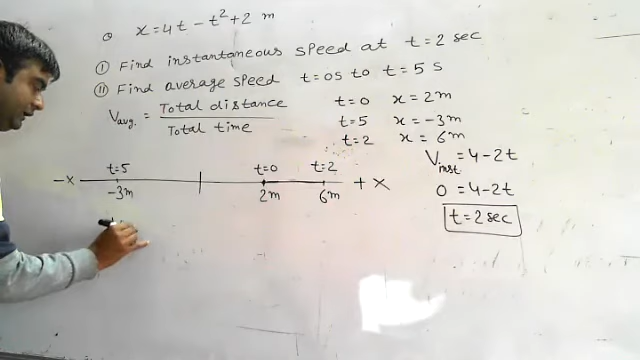 x = 4t - t² + 2 m
(I) Find instantaneous speed at t = 2 sec
(II) Find average speed t = 0s to t = 5 s
Vavg. = Total distance / Total time
t = 0 x = 2m
t = 5 x = -3m
t = 2 x = 6m
Vinst = 4 - 2t
0 = 4 - 2t
t = 2 sec
t=5 t=0 t=2
-x +x
-3m 2m 6m